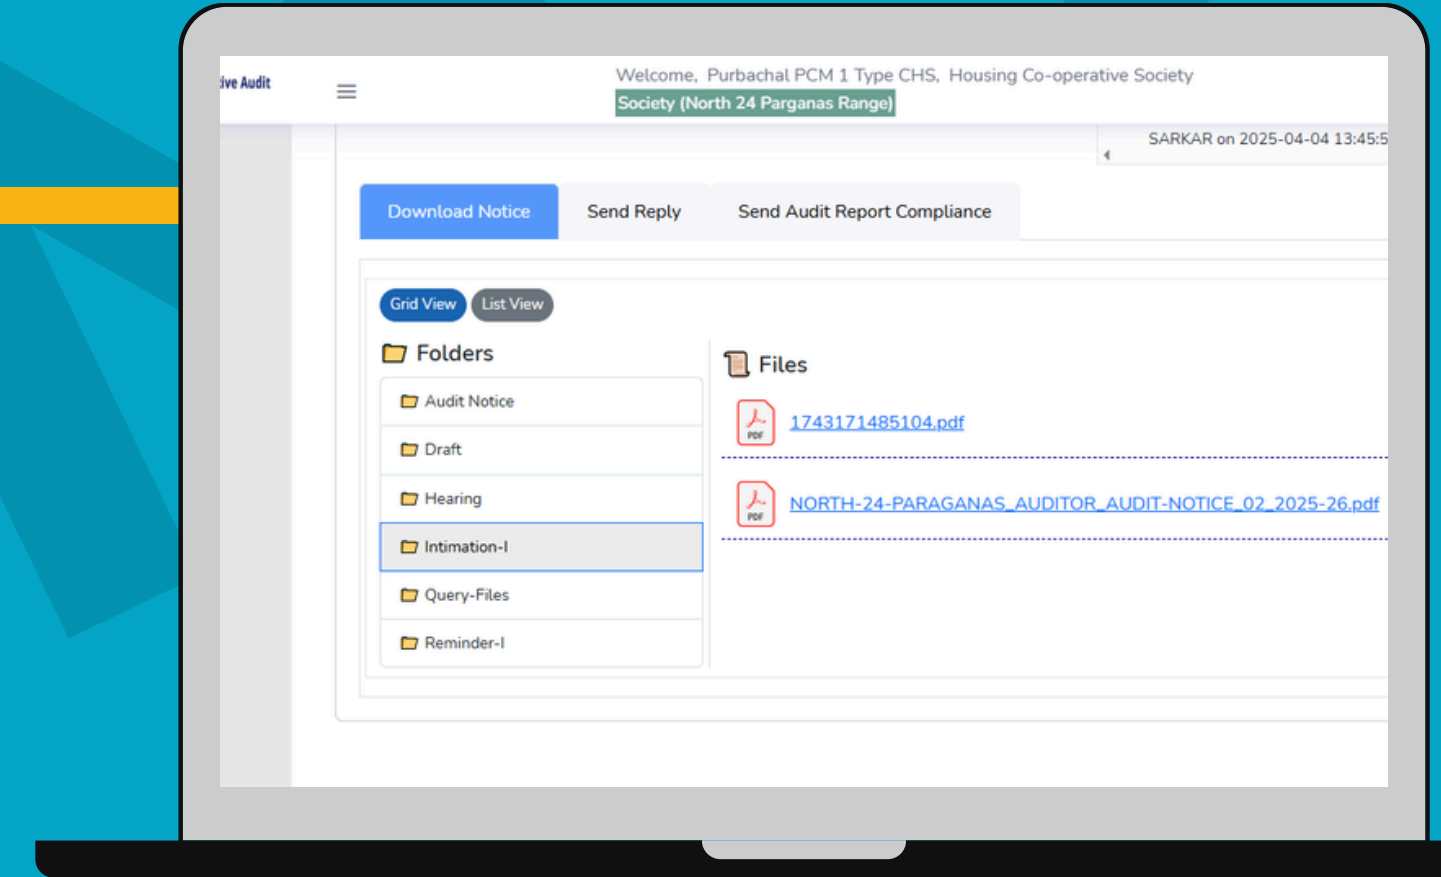 ive Audit
Welcome, Purbachal PCM 1 Type CHS, Housing Co-operative Society
Society (North 24 Parganas Range)
SARKAR on 2025-04-04 13:45:5
Download Notice
Send Reply
Send Audit Report Compliance
Grid View
List View
Folders
Audit Notice
Draft
Hearing
Intimation-I
Query-Files
Reminder-I
Files
PDF
1743171485104.pdf
PDF
NORTH-24-PARAGANAS_AUDITOR_AUDIT-NOTICE_02_2025-26.pdf